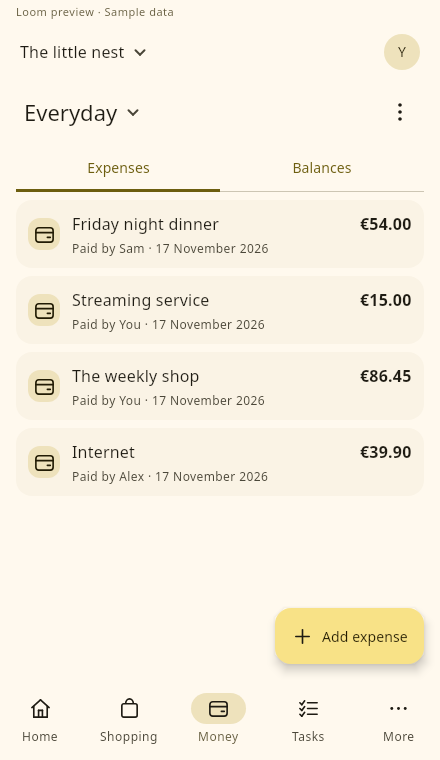 Loom preview · Sample data
The little nest
Y
Everyday
Expenses
Balances
Friday night dinner
€54.00
Paid by Sam · 17 November 2026
Streaming service
€15.00
Paid by You · 17 November 2026
The weekly shop
€86.45
Paid by You · 17 November 2026
Internet
€39.90
Paid by Alex · 17 November 2026
Add expense
Home
Shopping
Money
Tasks
More